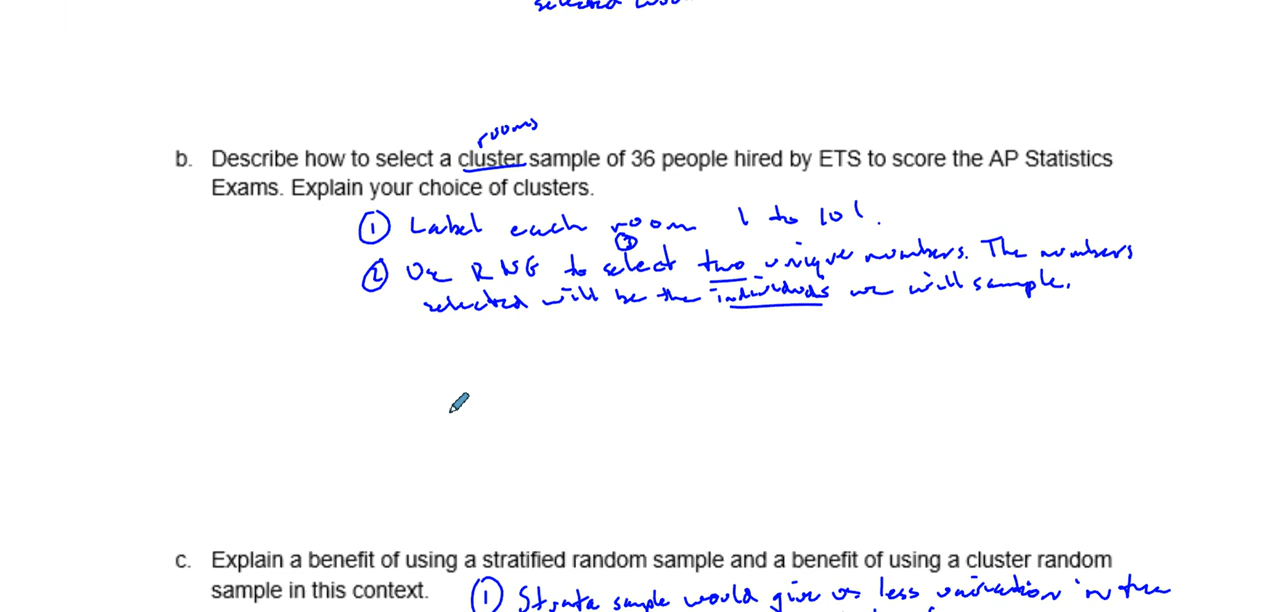 selected
rooms
b. Describe how to select a cluster sample of 36 people hired by ETS to score the AP Statistics
Exams. Explain your choice of clusters.
① Label each room 1 to 101.
③
② Use RNG to select two unique numbers. The numbers
selected will be the individuals we will sample.
c. Explain a benefit of using a stratified random sample and a benefit of using a cluster random
sample in this context. ① Strata sample would give us less variation in the